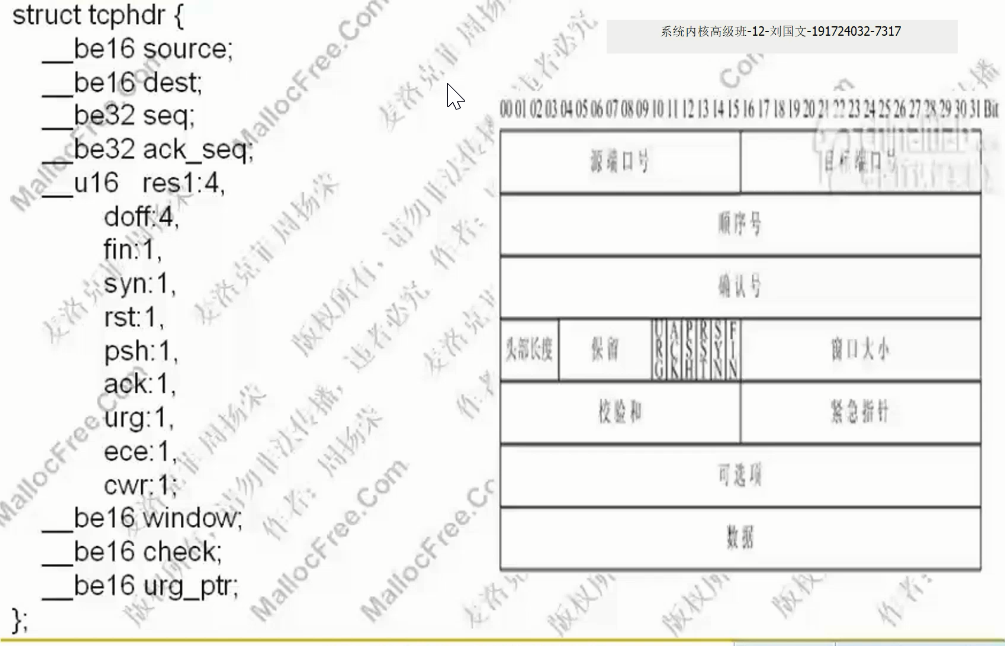 struct tcphdr {
__be16 source;
__be16 dest;
__be32 seq;
__be32 ack_seq;
__u16 res1:4,
doff:4,
fin:1,
syn:1,
rst:1,
psh:1,
ack:1,
urg:1,
ece:1,
cwr:1;
__be16 window;
__be16 check;
__be16 urg_ptr;
};
系统内核高级班-12-刘国文-191724032-7317
00 01 02 03 04 05 06 07 08 09 10 11 12 13 14 15 16 17 18 19 20 21 22 23 24 25 26 27 28 29 30 31 Bit
源端口号 目标端口号
顺序号
确认号
头部长度 保留 URG ACK PSH RST SYN FIN 窗口大小
校验和 紧急指针
可选项
数据
MallocFree.Com
麦洛克菲 周扬荣
版权所有，请勿非法传播，违者必究
作者：周扬荣